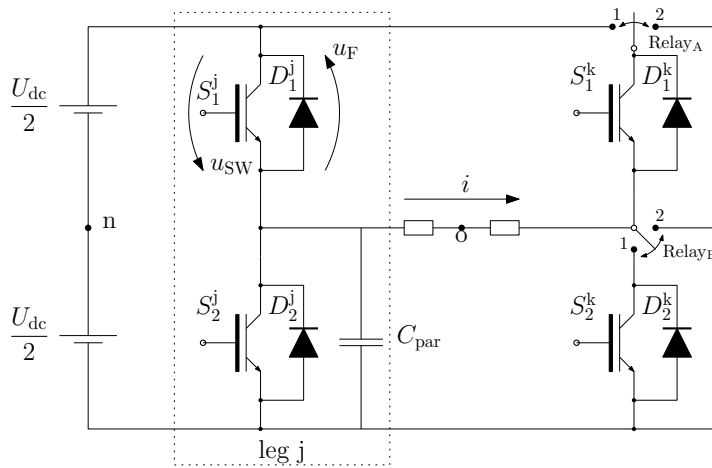 1
2
Relay_A
u_F
S_1^j
D_1^j
S_1^k
D_1^k
U_dc
2
u_SW
i
n
o
2
1
Relay_B
S_2^j
D_2^j
S_2^k
D_2^k
U_dc
2
C_par
leg j